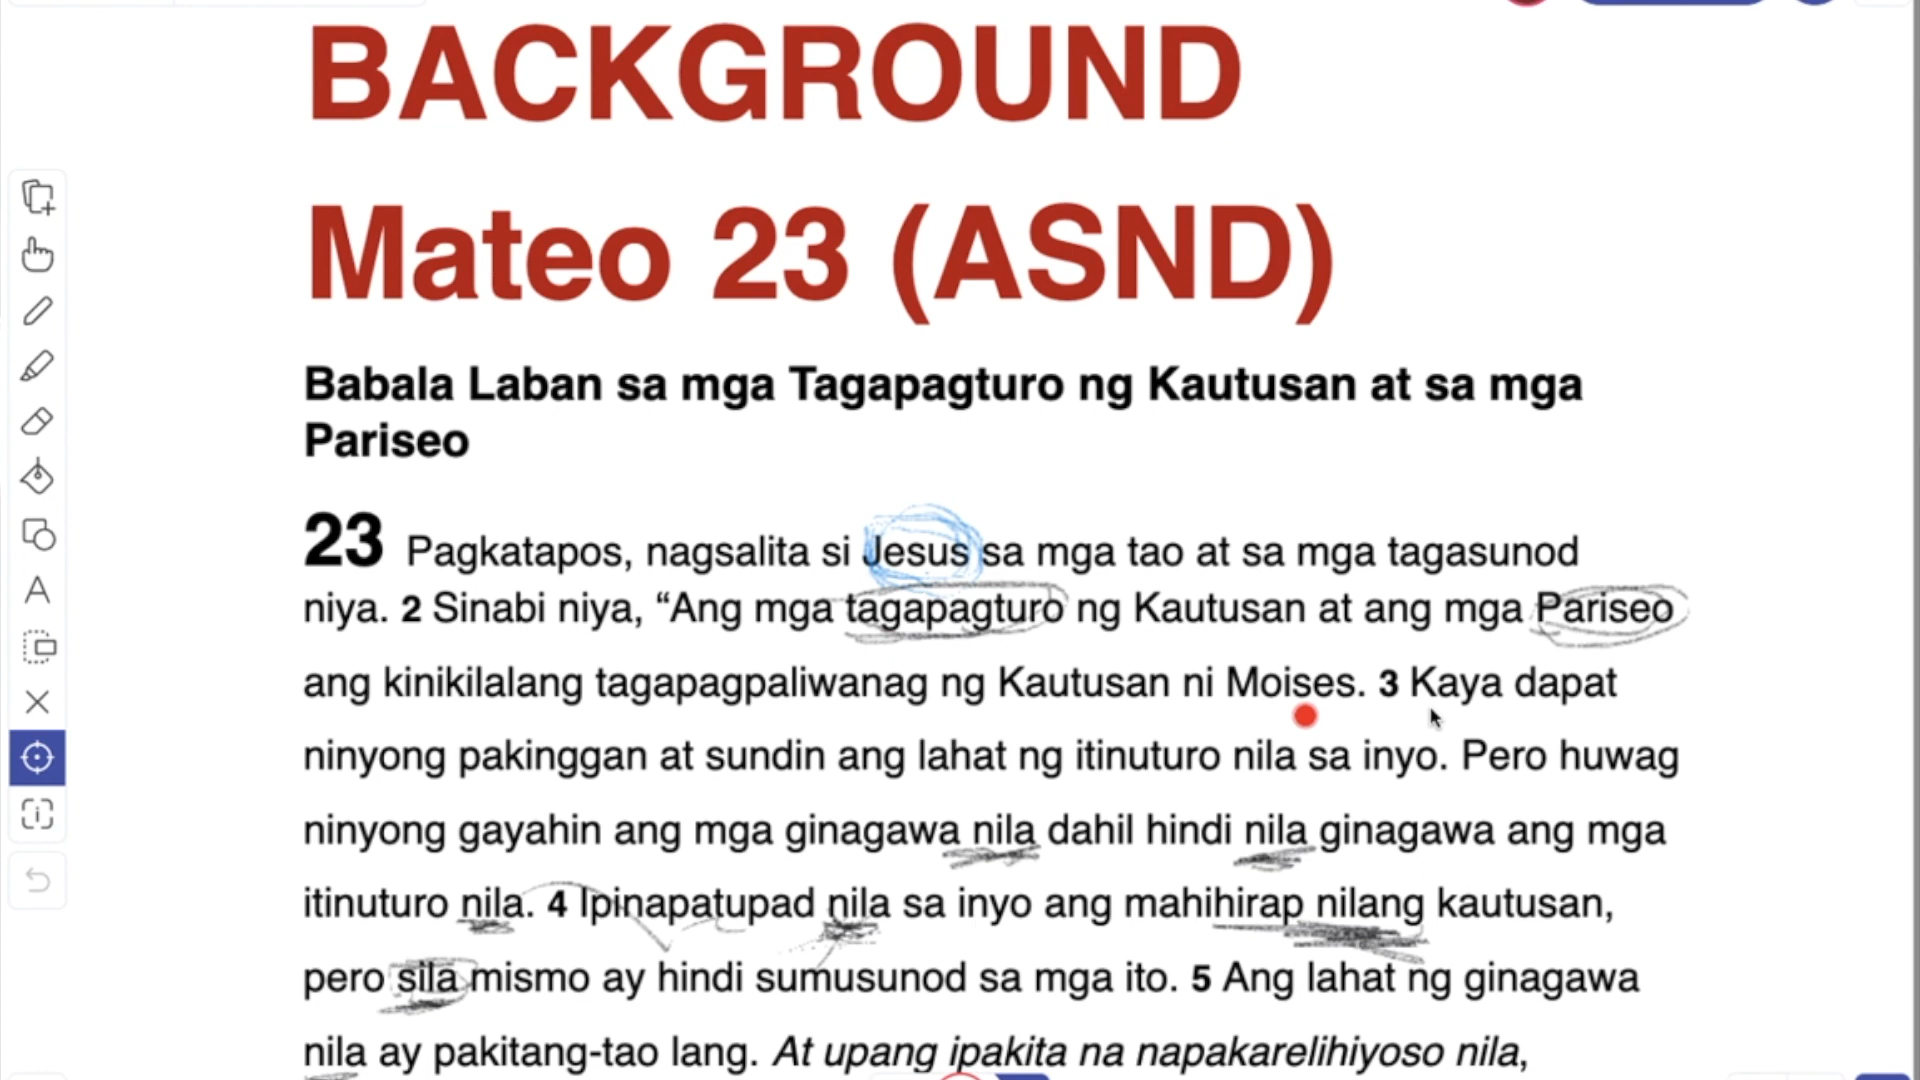 BACKGROUND
Mateo 23 (ASND)
Babala Laban sa mga Tagapagturo ng Kautusan at sa mga
Pariseo
23 Pagkatapos, nagsalita si Jesus sa mga tao at sa mga tagasunod
niya. 2 Sinabi niya, “Ang mga tagapagturo ng Kautusan at ang mga Pariseo
ang kinikilalang tagapagpaliwanag ng Kautusan ni Moises. 3 Kaya dapat
ninyong pakinggan at sundin ang lahat ng itinuturo nila sa inyo. Pero huwag
ninyong gayahin ang mga ginagawa nila dahil hindi nila ginagawa ang mga
itinuturo nila. 4 Ipinapatupad nila sa inyo ang mahihirap nilang kautusan,
pero sila mismo ay hindi sumusunod sa mga ito. 5 Ang lahat ng ginagawa
nila ay pakitang-tao lang. At upang ipakita na napakarelihiyoso nila,